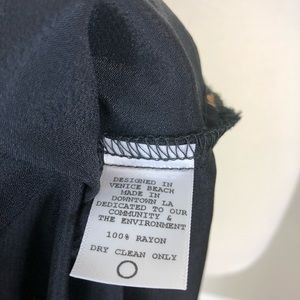 DESIGNED IN
VENICE BEACH
MADE IN
DOWNTOWN LA
DEDICATED TO OUR
COMMUNITY &
THE ENVIRONMENT
100% RAYON
DRY CLEAN ONLY